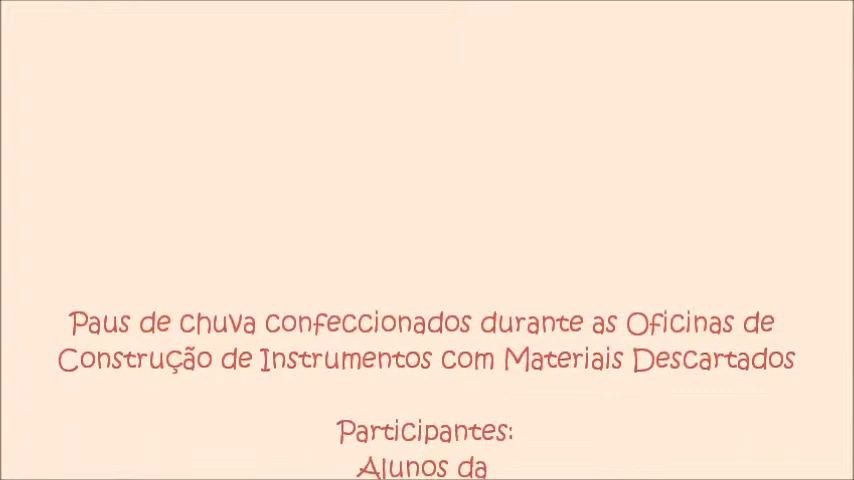 Paus de chuva confeccionados durante as Oficinas de
Construção de Instrumentos com Materiais Descartados
Participantes:
Alunos da